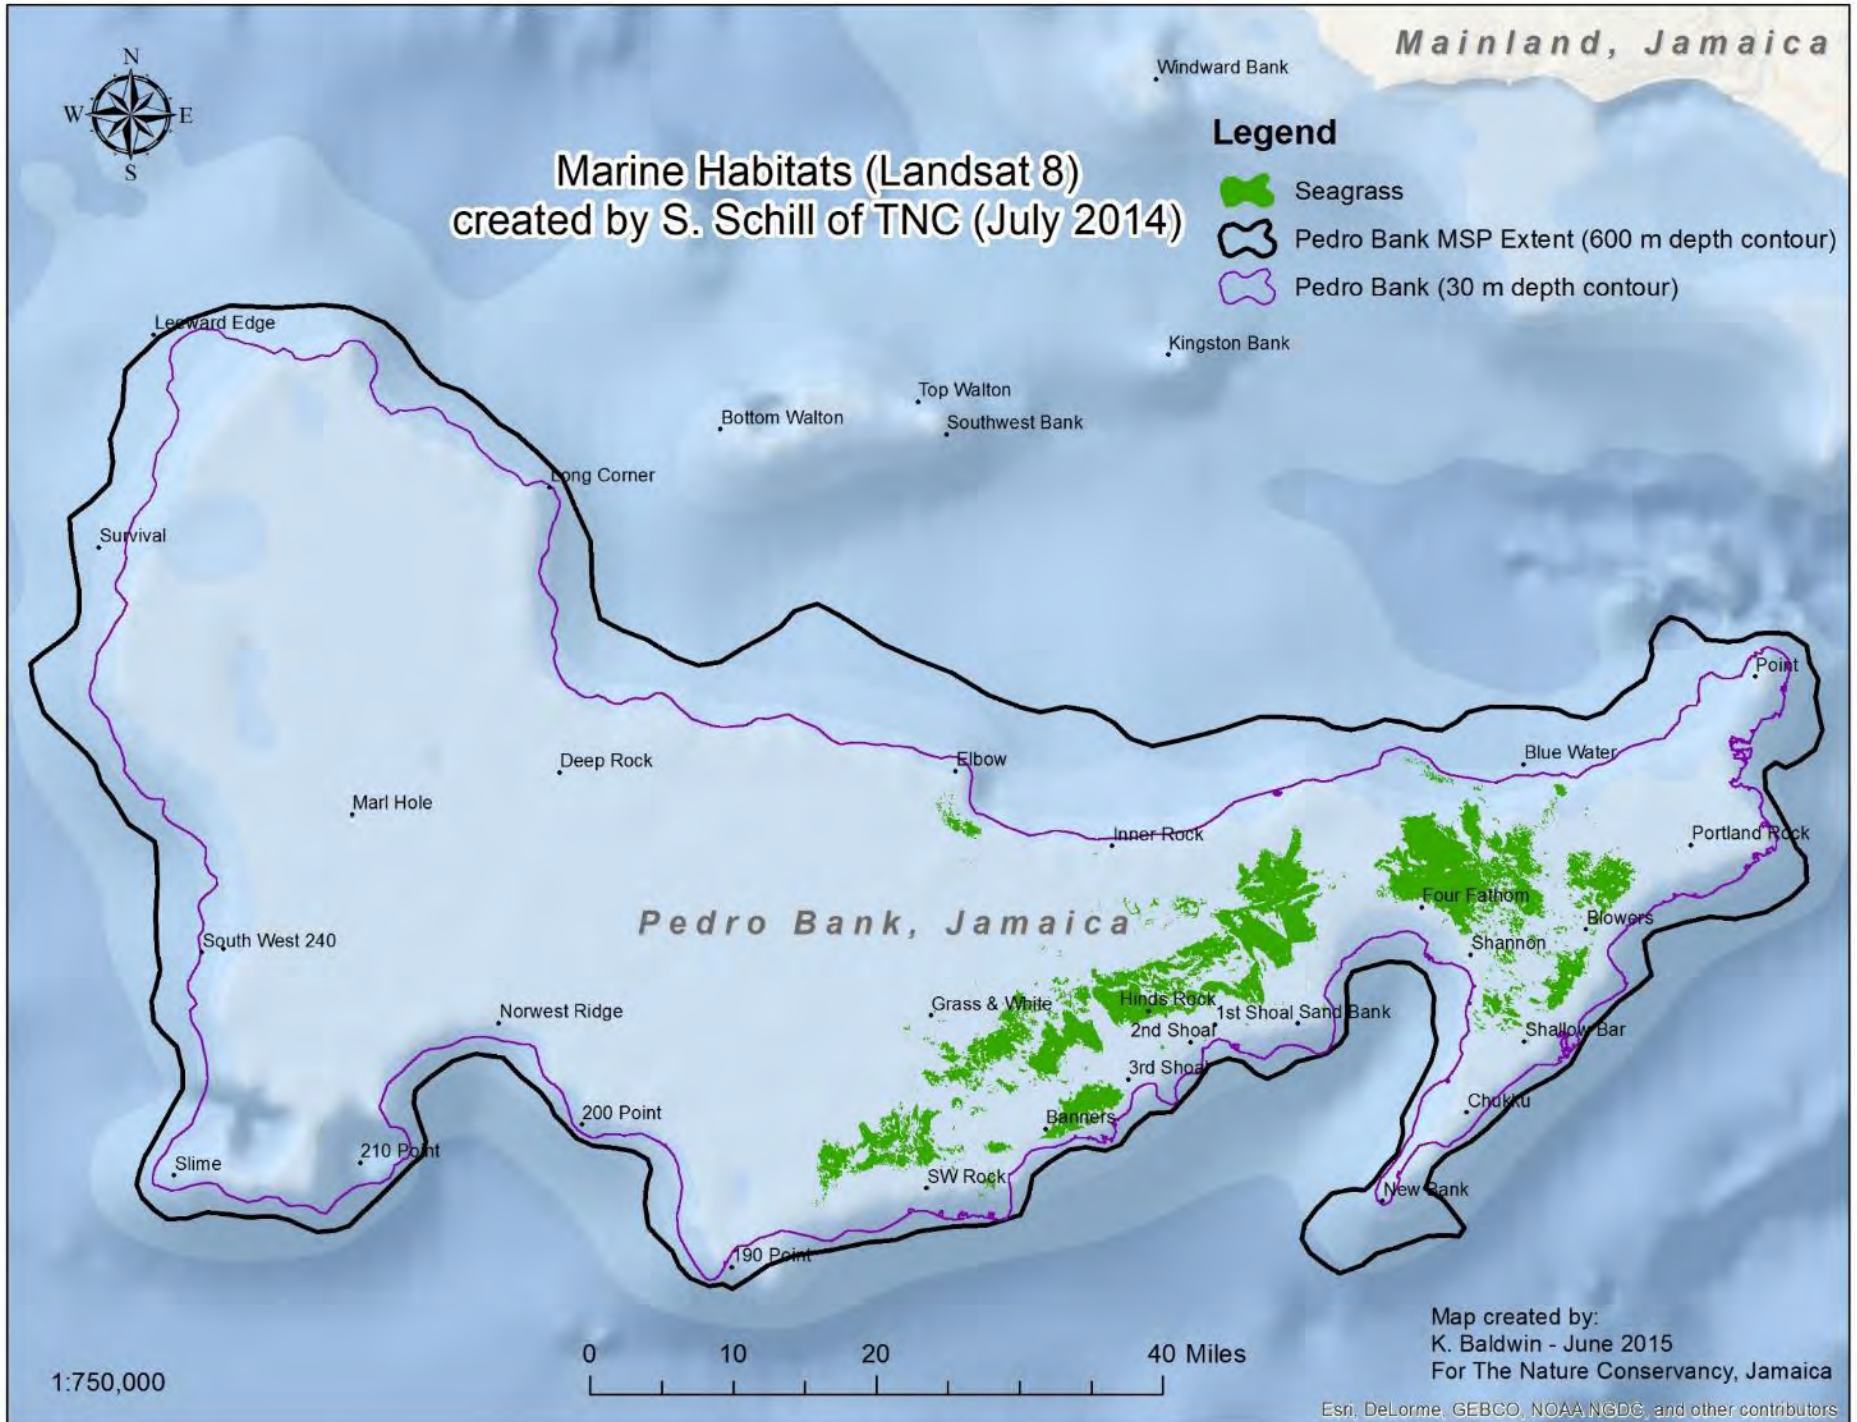 Mainland, Jamaica
Windward Bank
N
W
E
S
Legend
Marine Habitats (Landsat 8)
created by S. Schill of TNC (July 2014)
Seagrass
Pedro Bank MSP Extent (600 m depth contour)
Pedro Bank (30 m depth contour)
Leeward Edge
Kingston Bank
Top Walton
Bottom Walton
Southwest Bank
Long Corner
Survival
Point
Deep Rock
Elbow
Blue Water
Marl Hole
Inner Rock
Portland Rock
Four Fathom
Pedro Bank, Jamaica
Blowers
South West 240
Shannon
Norwest Ridge
Grass & White
Hinds Rock
1st Shoal
Sand Bank
2nd Shoal
Shallow Bar
3rd Shoal
200 Point
Banners
Chukku
210 Point
Slime
SW Rock
New Bank
190 Point
Map created by:
K. Baldwin - June 2015
For The Nature Conservancy, Jamaica
0 10 20 40 Miles
1:750,000
Esri, DeLorme, GEBCO, NOAA NGDC, and other contributors